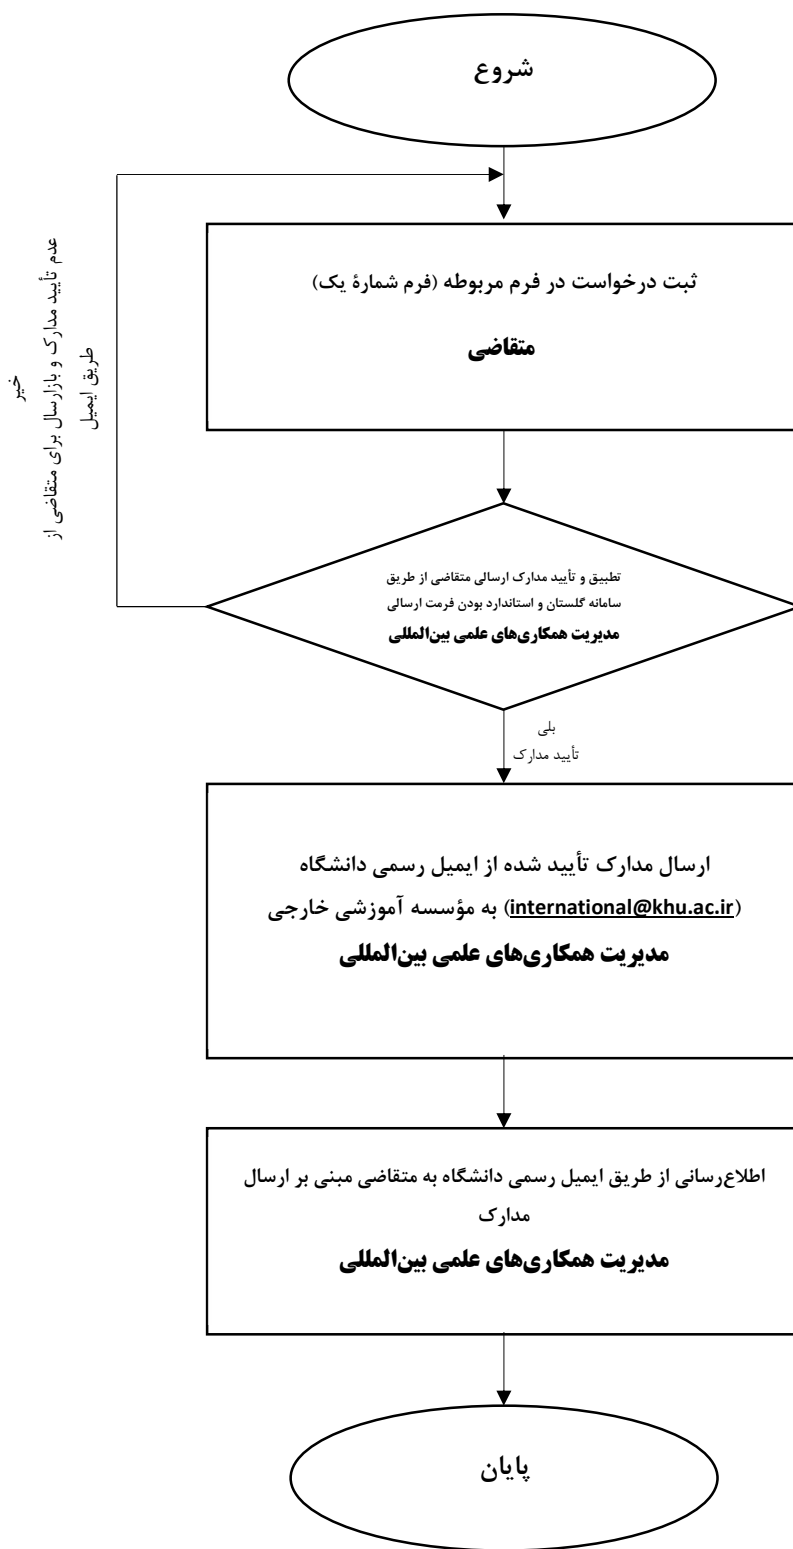 شروع
ثبت درخواست در فرم مربوطه (فرم شمارۀ یک)
متقاضی
خیر
عدم تأیید مدارک و بازارسال برای متقاضی از
طریق ایمیل
تطبیق و تأیید مدارک ارسالی متقاضی از طریق
سامانه گلستان و استاندارد بودن فرمت ارسالی
مدیریت همکاری‌های علمی بین‌المللی
بلی
تأیید مدارک
ارسال مدارک تأیید شده از ایمیل رسمی دانشگاه
(international@khu.ac.ir) به مؤسسه آموزشی خارجی
مدیریت همکاری‌های علمی بین‌المللی
اطلاع‌رسانی از طریق ایمیل رسمی دانشگاه به متقاضی مبنی بر ارسال
مدارک
مدیریت همکاری‌های علمی بین‌المللی
پایان